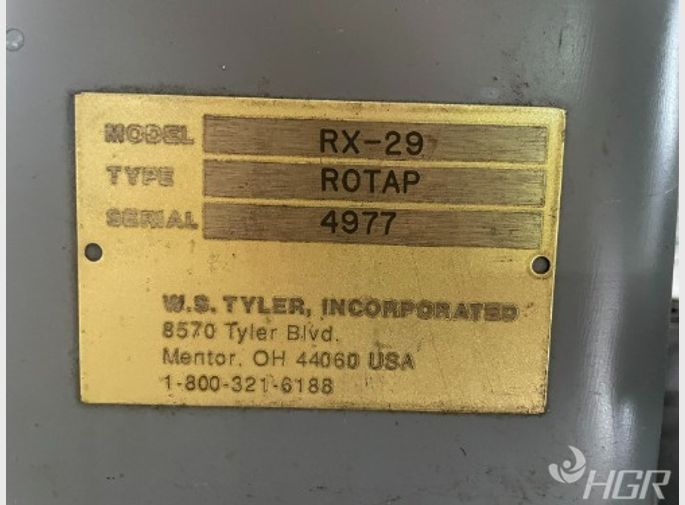 MODEL RX-29
TYPE ROTAP
SERIAL 4977
W.S. TYLER, INCORPORATED
8570 Tyler Blvd.
Mentor, OH 44060 USA
1-800-321-6188
HGR